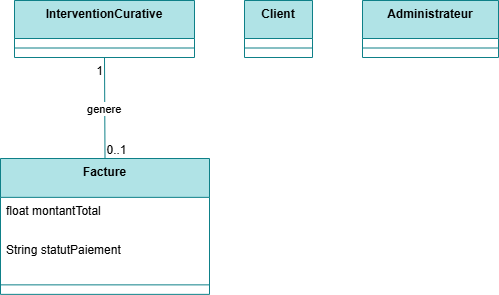 InterventionCurative
Client
Administrateur
1
genere
0..1
Facture
float montantTotal
String statutPaiement